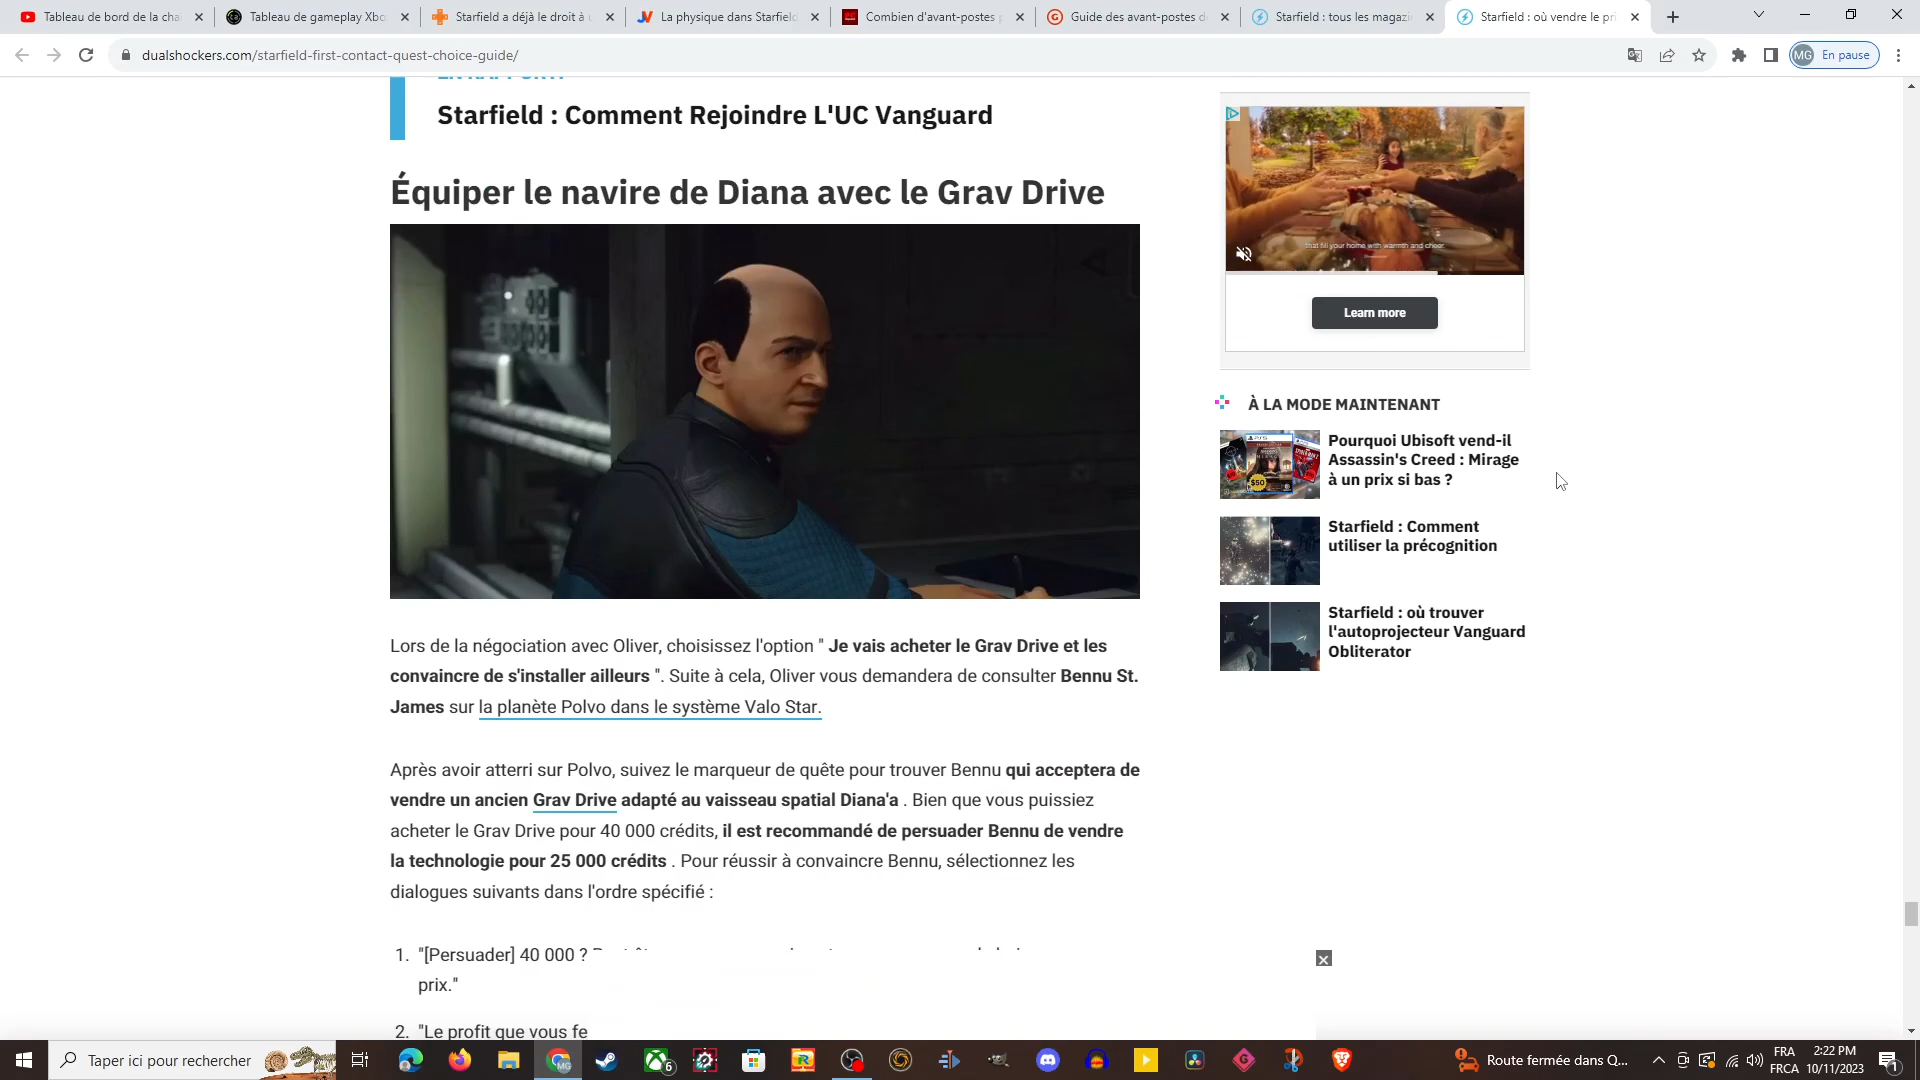 Tableau de bord de la cha
Tableau de gameplay Xbo
Starfield a déjà le droit à u
La physique dans Starfield
Combien d'avant-postes p
Guide des avant-postes d
Starfield : tous les magazi
Starfield : où vendre le pri
dualshockers.com/starfield-first-contact-quest-choice-guide/
MG
En pause
Starfield : Comment Rejoindre L'UC Vanguard
Équiper le navire de Diana avec le Grav Drive
Lors de la négociation avec Oliver, choisissez l'option " Je vais acheter le Grav Drive et les
convaincre de s'installer ailleurs ". Suite à cela, Oliver vous demandera de consulter Bennu St.
James sur la planète Polvo dans le système Valo Star.
Après avoir atterri sur Polvo, suivez le marqueur de quête pour trouver Bennu qui acceptera de
vendre un ancien Grav Drive adapté au vaisseau spatial Diana'a . Bien que vous puissiez
acheter le Grav Drive pour 40 000 crédits, il est recommandé de persuader Bennu de vendre
la technologie pour 25 000 crédits . Pour réussir à convaincre Bennu, sélectionnez les
dialogues suivants dans l'ordre spécifié :
1. "[Persuader] 40 000 ?
prix."
2. "Le profit que vous fe
that fill your home with warmth and cheer.
Learn more
À LA MODE MAINTENANT
$50
Pourquoi Ubisoft vend-il
Assassin's Creed : Mirage
à un prix si bas ?
Starfield : Comment
utiliser la précognition
Starfield : où trouver
l'autoprojecteur Vanguard
Obliterator
Taper ici pour rechercher
MG
6
Route fermée dans Q...
FRA
FRCA
2:22 PM
10/11/2023
1